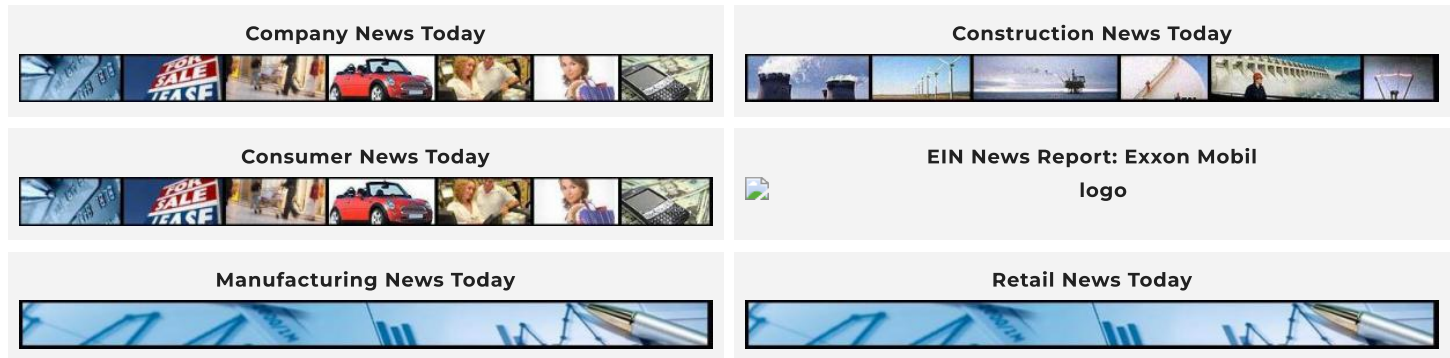 Company News Today
FOR
SALE
LEASE
Construction News Today
Consumer News Today
FOR
SALE
LEASE
EIN News Report: Exxon Mobil
logo
Manufacturing News Today
Retail News Today